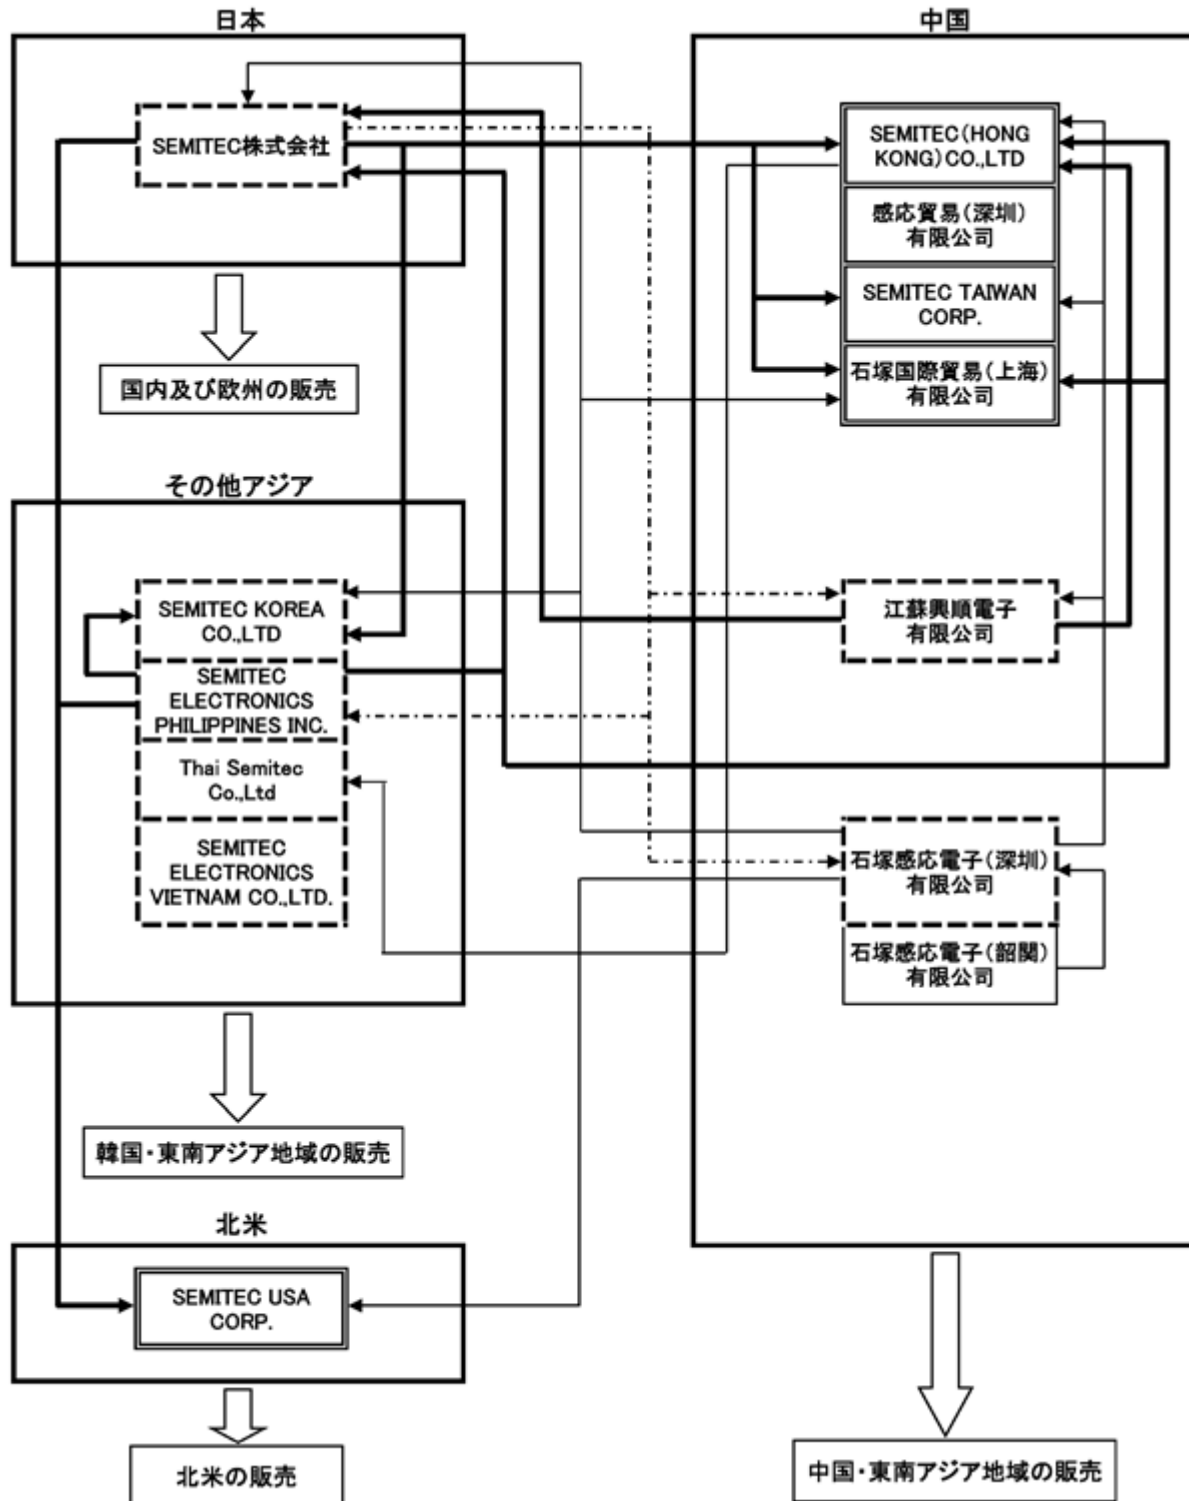 日本
SEMITEC株式会社
国内及び欧州の販売
その他アジア
SEMITEC KOREA
CO.,LTD
SEMITEC
ELECTRONICS
PHILIPPINES INC.
Thai Semitec
Co.,Ltd
SEMITEC
ELECTRONICS
VIETNAM CO.,LTD.
韓国・東南アジア地域の販売
北米
SEMITEC USA
CORP.
北米の販売
中国
SEMITEC(HONG
KONG)CO.,LTD
感応貿易(深圳)
有限公司
SEMITEC TAIWAN
CORP.
石塚国際貿易(上海)
有限公司
江蘇興順電子
有限公司
石塚感応電子(深圳)
有限公司
石塚感応電子(韶関)
有限公司
中国・東南アジア地域の販売